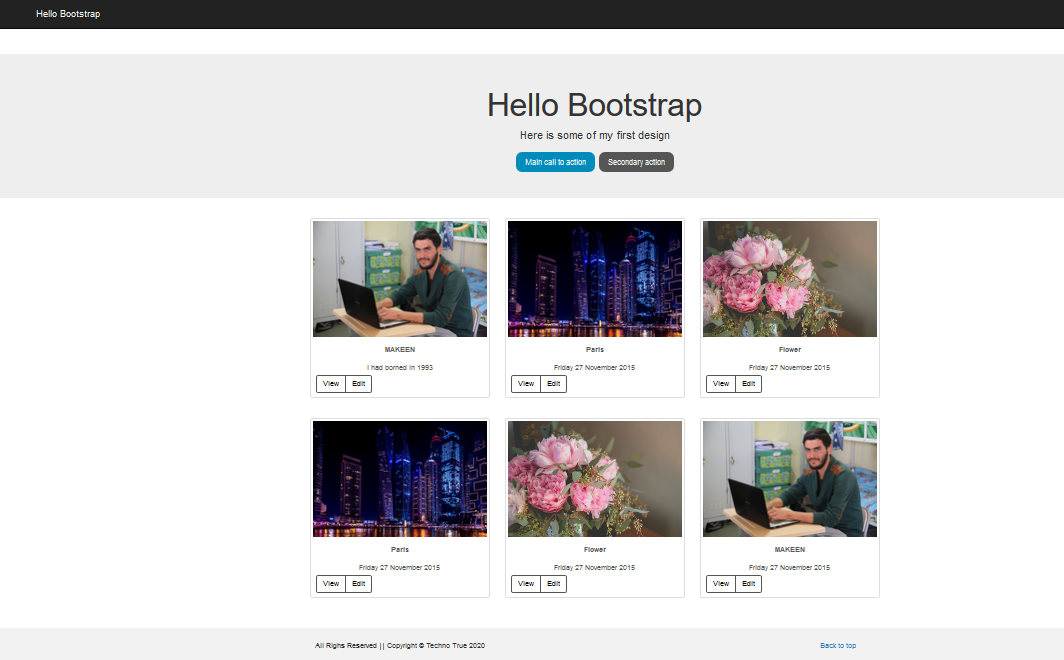 Hello Bootstrap
Hello Bootstrap
Here is some of my first design
Main call to action Secondary action
MAKEEN Paris Flower
I had borned in 1993 Friday 27 November 2015 Friday 27 November 2015
View Edit View Edit View Edit
Paris Flower MAKEEN
Friday 27 November 2015 Friday 27 November 2015 Friday 27 November 2015
View Edit View Edit View Edit
All Righs Reserved || Copyright © Techno True 2020 Back to top